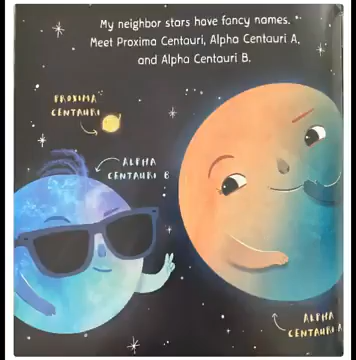 My neighbor stars have fancy names.
Meet Proxima Centauri, Alpha Centauri A,
and Alpha Centauri B.
PROXIMA
CENTAURI
ALPHA
CENTAURI B
ALPHA
CENTAURI A